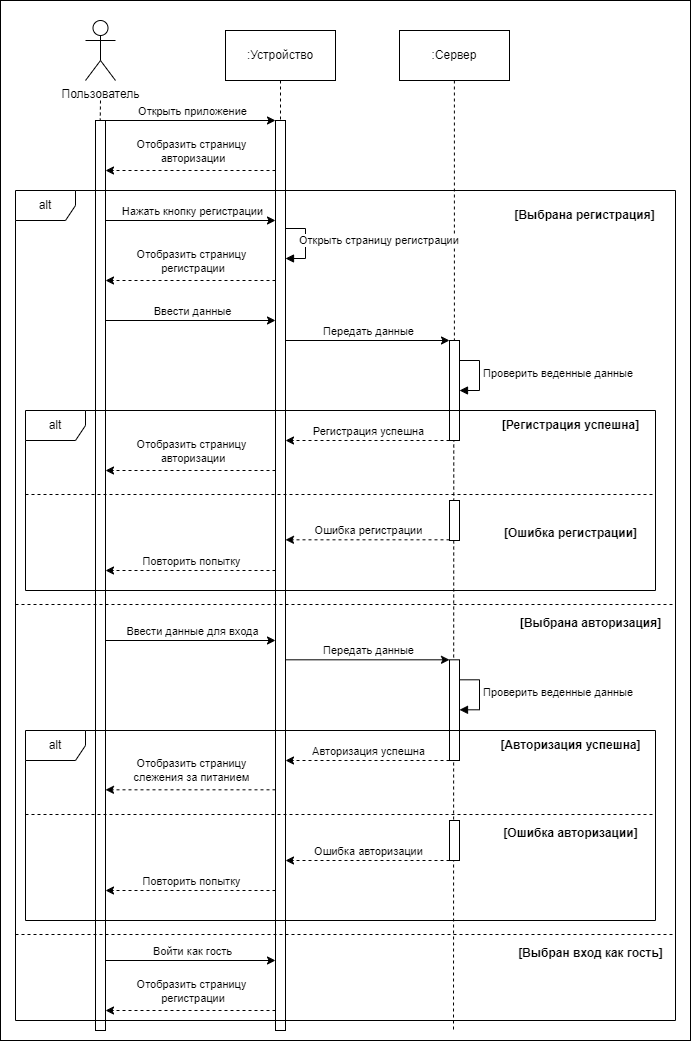 :Устройство
:Сервер
Пользователь
Открыть приложение
Отобразить страницу
авторизации
alt
[Выбрана регистрация]
Нажать кнопку регистрации
Открыть страницу регистрации
Отобразить страницу
регистрации
Ввести данные
Передать данные
Проверить веденные данные
alt
[Регистрация успешна]
Регистрация успешна
Отобразить страницу
авторизации
Ошибка регистрации
[Ошибка регистрации]
Повторить попытку
[Выбрана авторизация]
Ввести данные для входа
Передать данные
Проверить веденные данные
alt
[Авторизация успешна]
Авторизация успешна
Отобразить страницу
слежения за питанием
[Ошибка авторизации]
Ошибка авторизации
Повторить попытку
Войти как гость
[Выбран вход как гость]
Отобразить страницу
регистрации